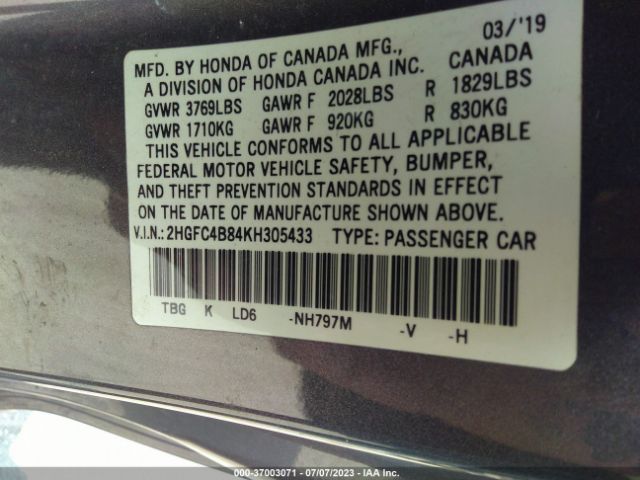 03/'19
MFD. BY HONDA OF CANADA MFG., CANADA
A DIVISION OF HONDA CANADA INC.
GVWR 3769LBS GAWR F 2028LBS R 1829LBS
GVWR 1710KG GAWR F 920KG R 830KG
THIS VEHICLE CONFORMS TO ALL APPLICABLE
FEDERAL MOTOR VEHICLE SAFETY, BUMPER,
AND THEFT PREVENTION STANDARDS IN EFFECT
ON THE DATE OF MANUFACTURE SHOWN ABOVE.
V.I.N.: 2HGFC4B84KH305433 TYPE: PASSENGER CAR
TBG K LD6 -NH797M -V -H
© Stock#: 37003071 | 07/07/2023 | IAA Inc.